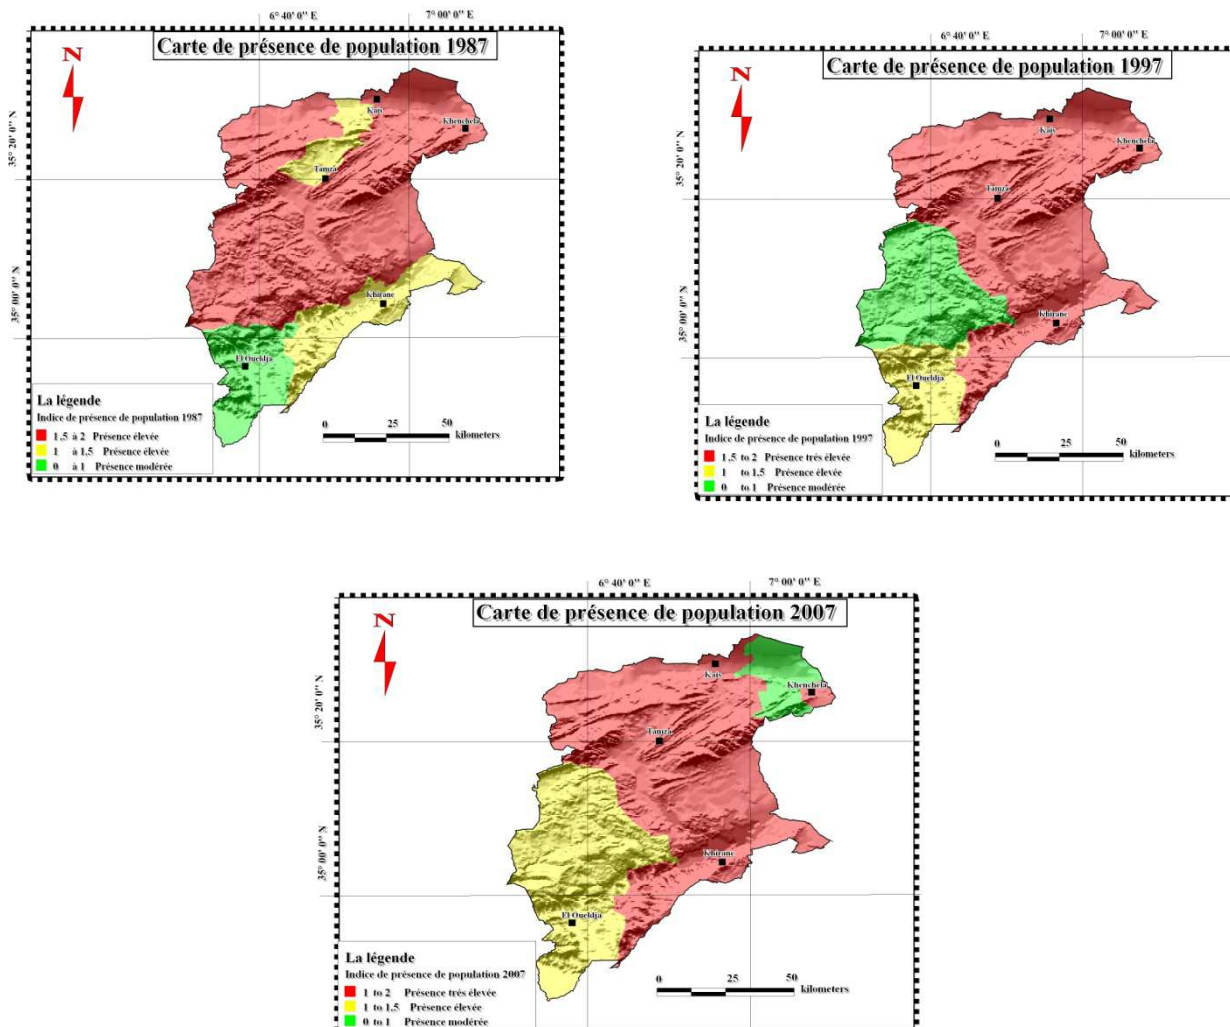 6° 40' 0'' E 7° 00' 0'' E
Carte de présence de population 1987
N
Kais
Khenchela
35° 20' 0'' N
Tamza
Khirane
35° 00' 0'' N
El Oueldja
La légende
Indice de présence de population 1987
1,5 à 2 Présence élevée
1 à 1.5 Présence élevée
0 à 1 Présence modérée
0 25 50
kilometers
6° 40' 0'' E 7° 00' 0'' E
Carte de présence de population 1997
N
Kais
Khenchela
35° 20' 0'' N
Tamza
Khirane
35° 00' 0'' N
El Oueldja
La légende
Indice de présence de population 1997
1,5 to 2 Présence trés élevée
1 to 1,5 Présence élevée
0 to 1 Présence modérée
0 25 50
kilometers
6° 40' 0'' E 7° 00' 0'' E
Carte de présence de population 2007
N
Kais
Khenchela
35° 20' 0'' N
Tamza
Khirane
35° 00' 0'' N
El Oueldja
La légende
Indice de présence de population 2007
1 to 2 Présence trés élevée
1 to 1,5 Présence élevée
0 to 1 Présence modérée
0 25 50
kilometers